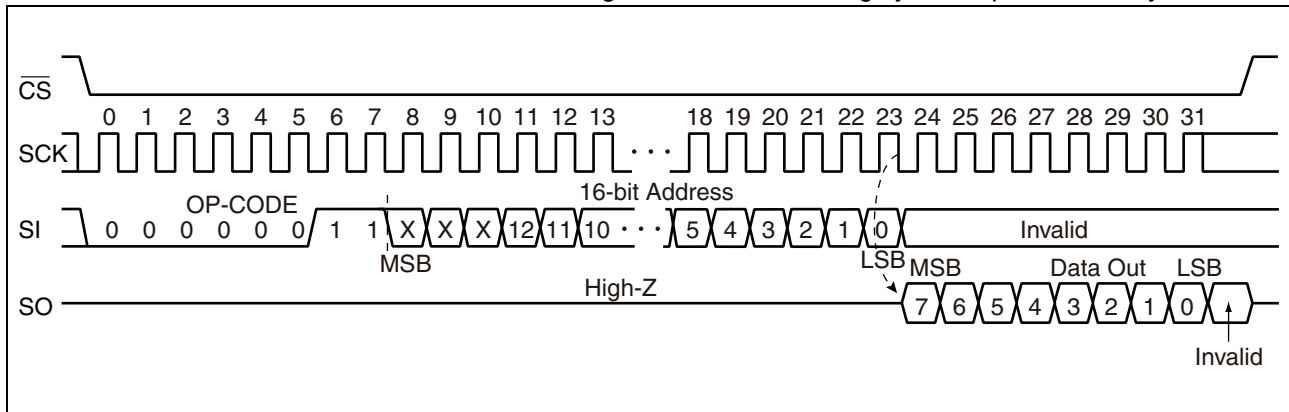 CS
0 1 2 3 4 5 6 7 8 9 10 11 12 13 18 19 20 21 22 23 24 25 26 27 28 29 30 31
SCK · · ·
16-bit Address
OP-CODE
SI 0 0 0 0 0 0 1 1 X X X 12 11 10 · · · 5 4 3 2 1 0 Invalid
MSB LSB MSB Data Out LSB
High-Z
SO 7 6 5 4 3 2 1 0
Invalid